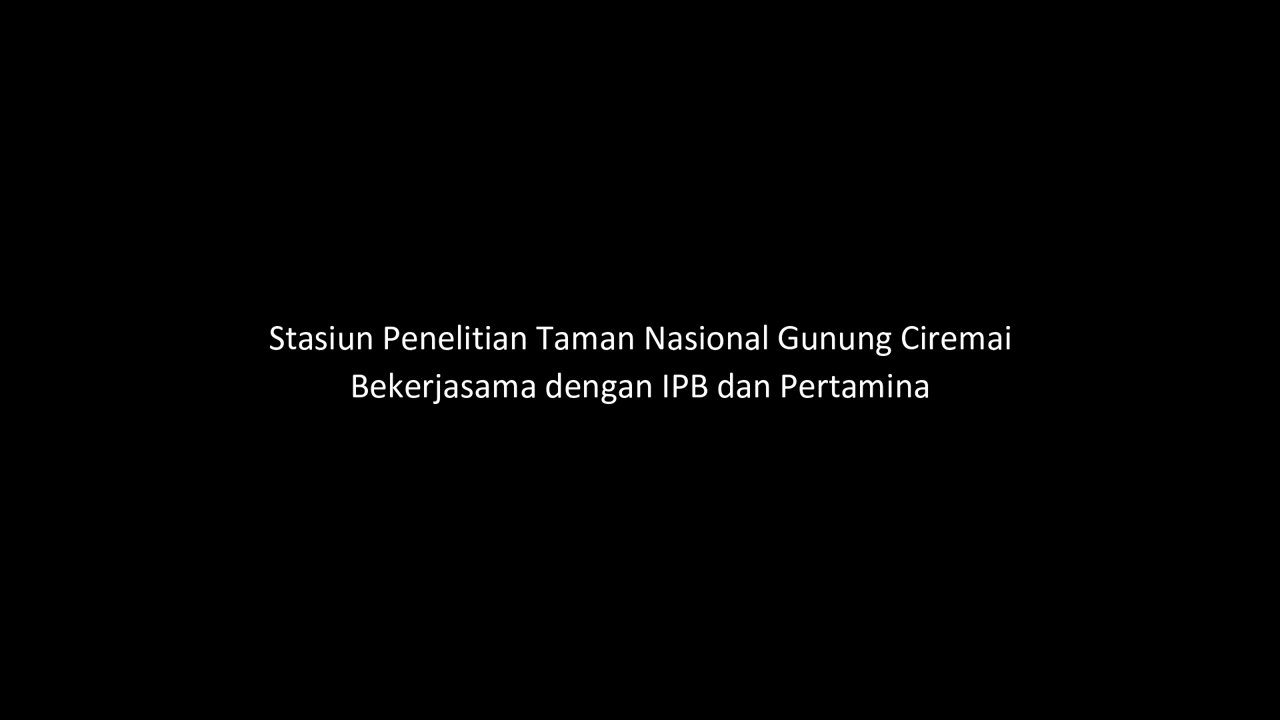 Stasiun Penelitian Taman Nasional Gunung Ciremai
Bekerjasama dengan IPB dan Pertamina